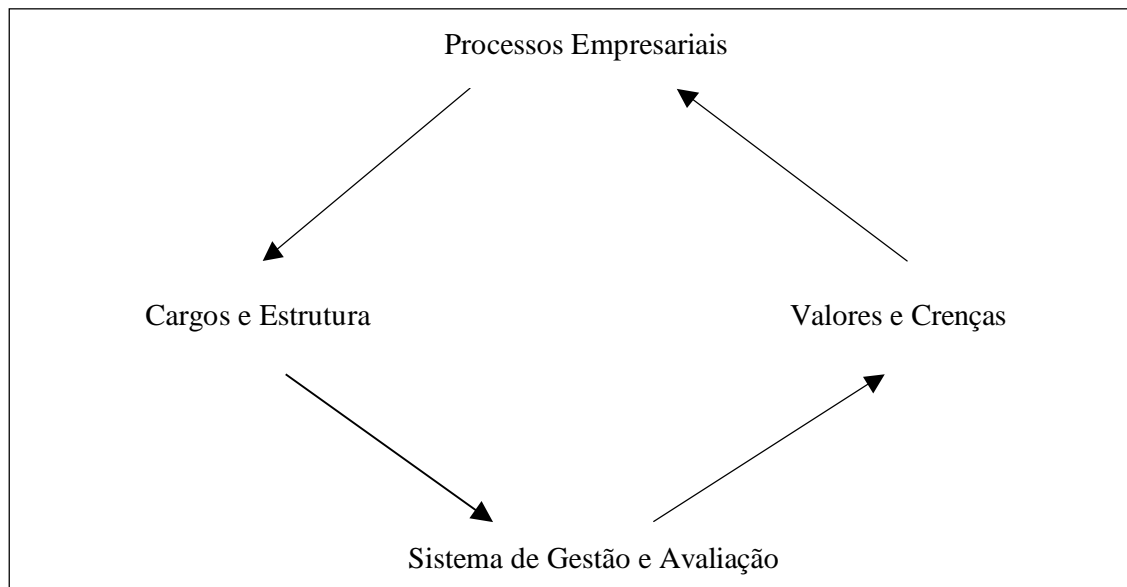 Processos Empresariais
Cargos e Estrutura
Valores e Crenças
Sistema de Gestão e Avaliação